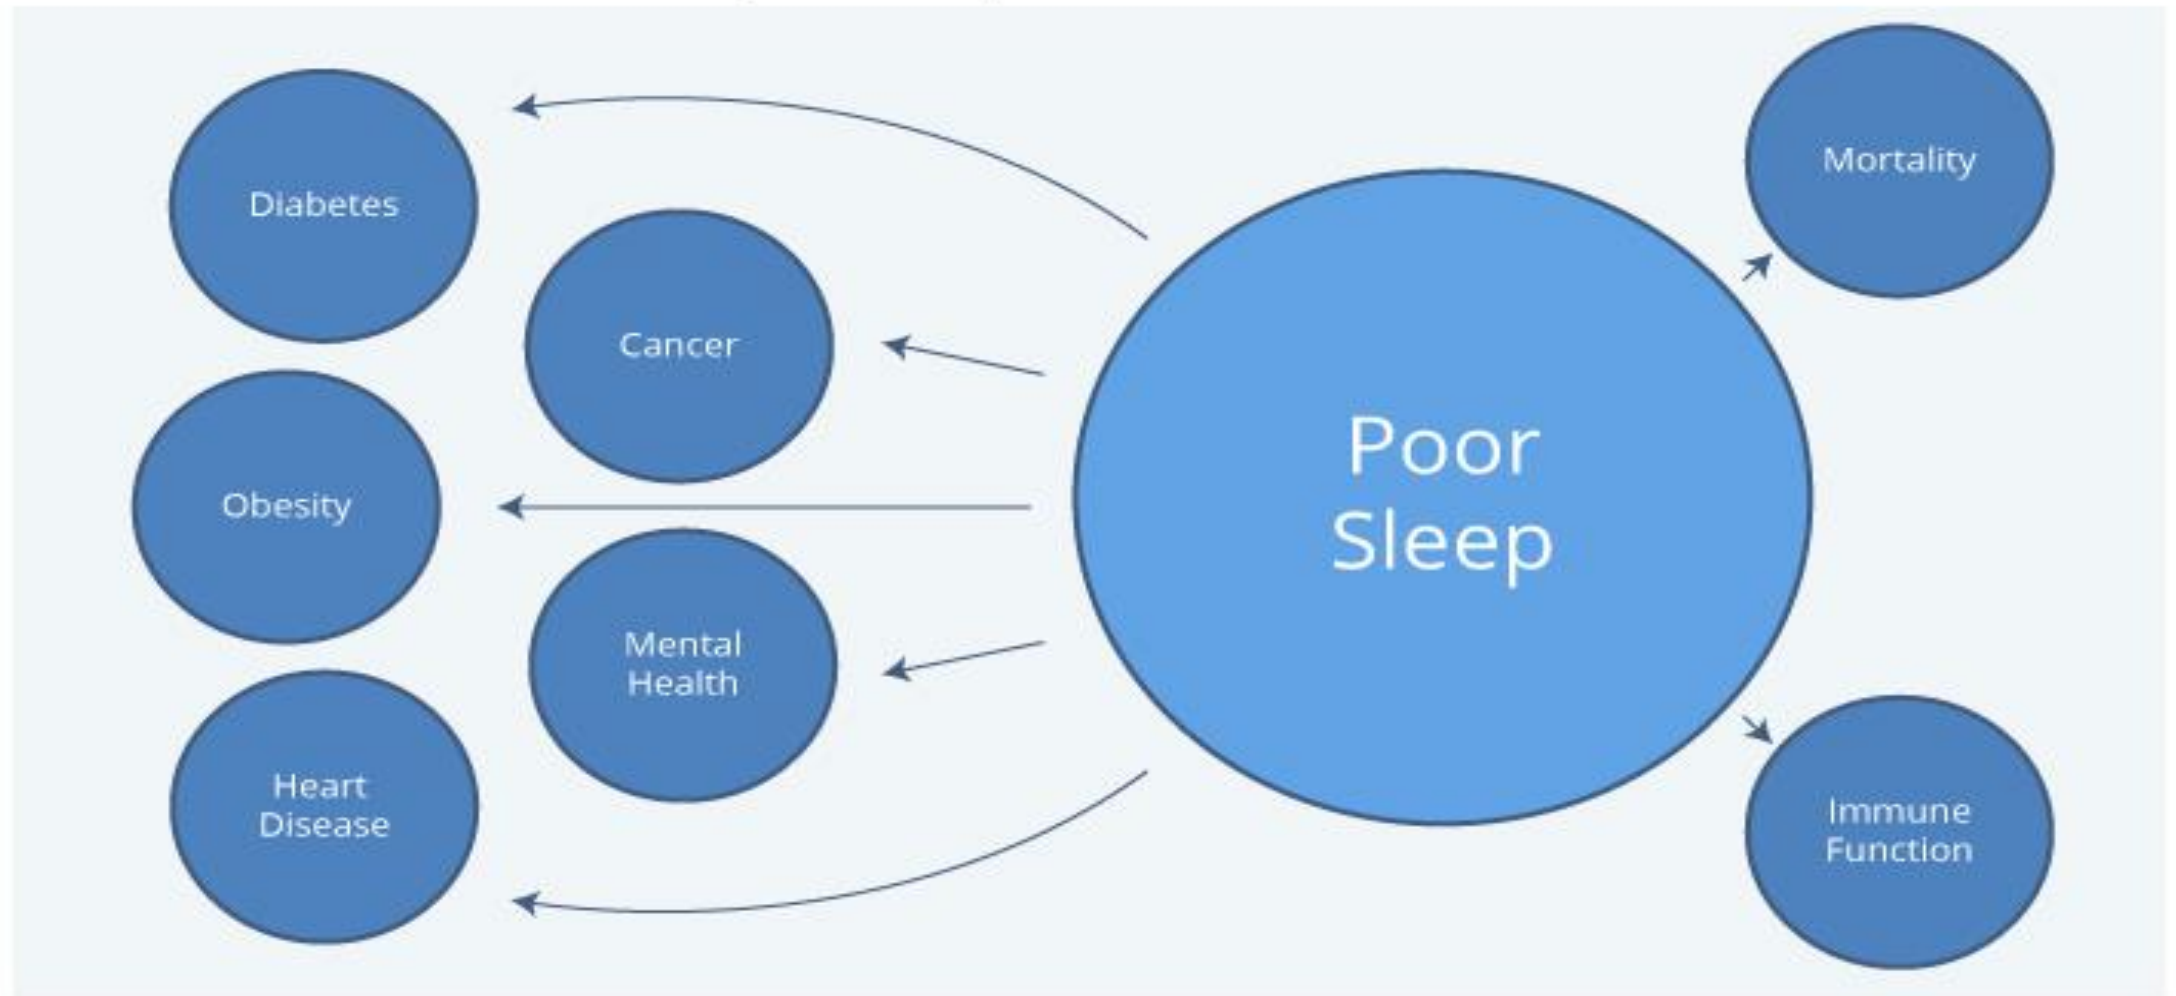 Mortality
Diabetes
Cancer
Poor
Sleep
Obesity
Mental
Health
Heart
Disease
Immune
Function